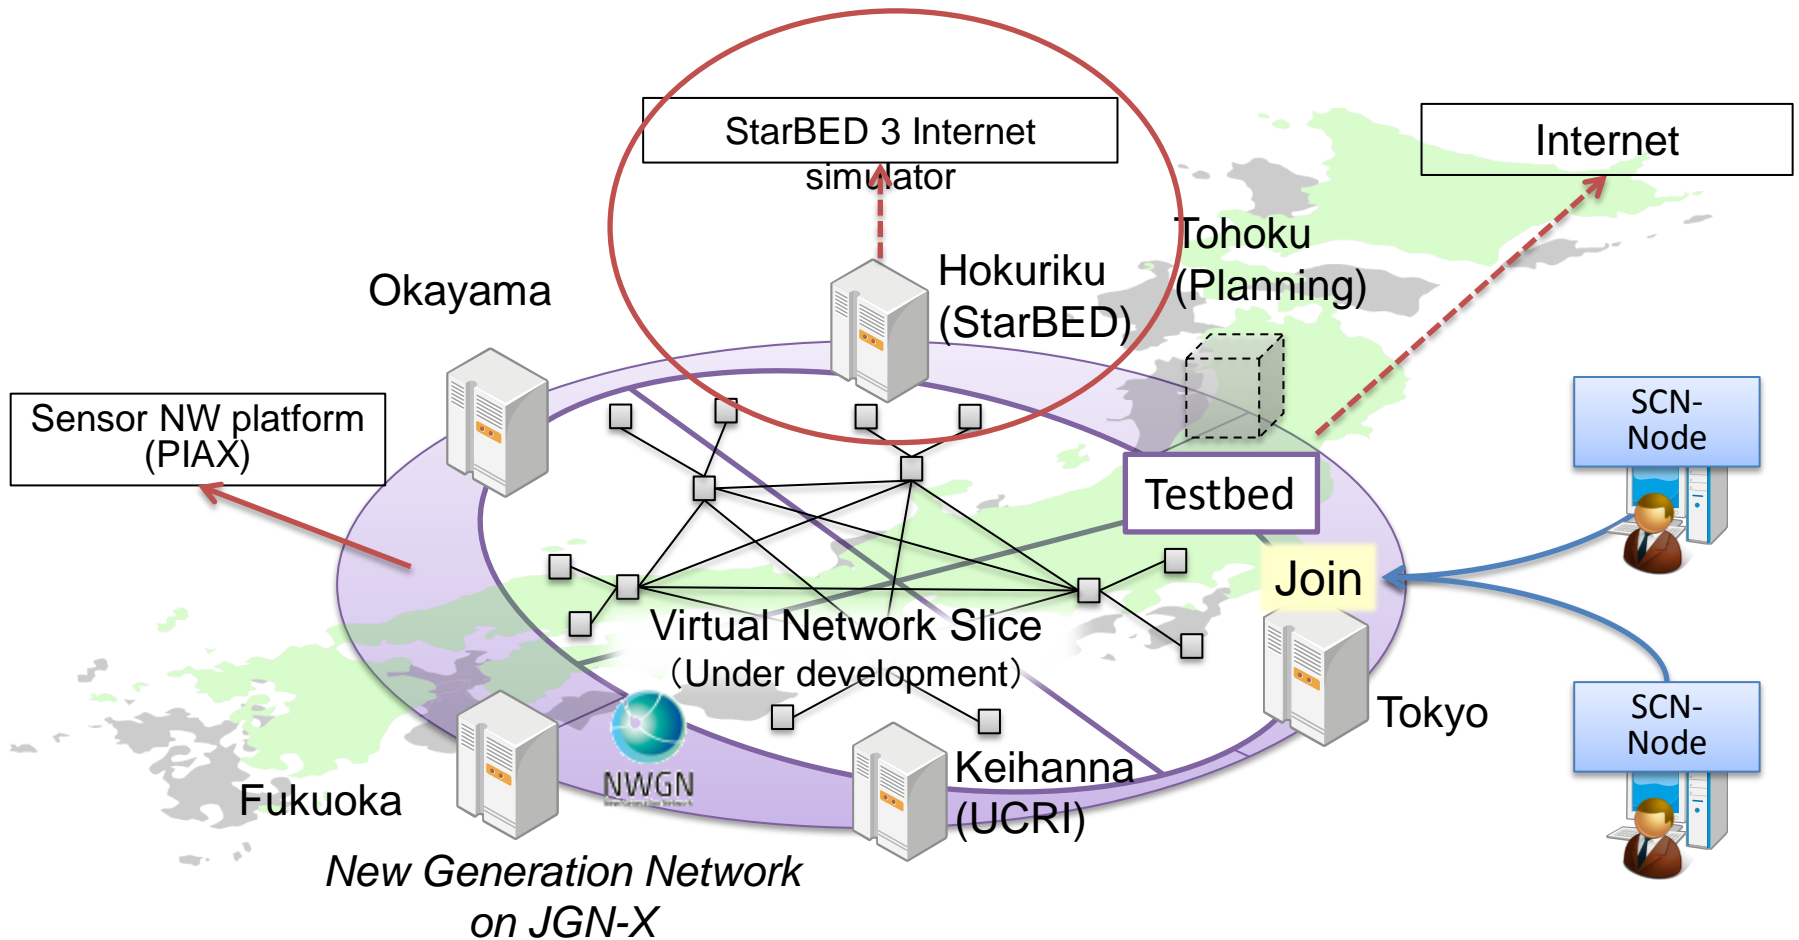 StarBED 3 Internet
simulator
Internet
Tohoku
(Planning)
Hokuriku
(StarBED)
Okayama
Sensor NW platform
(PIAX)
SCN-
Node
Testbed
Join
Virtual Network Slice
（Under development）
Tokyo
SCN-
Node
NWGN
Keihanna
(UCRI)
Fukuoka
New Generation Network
on JGN-X